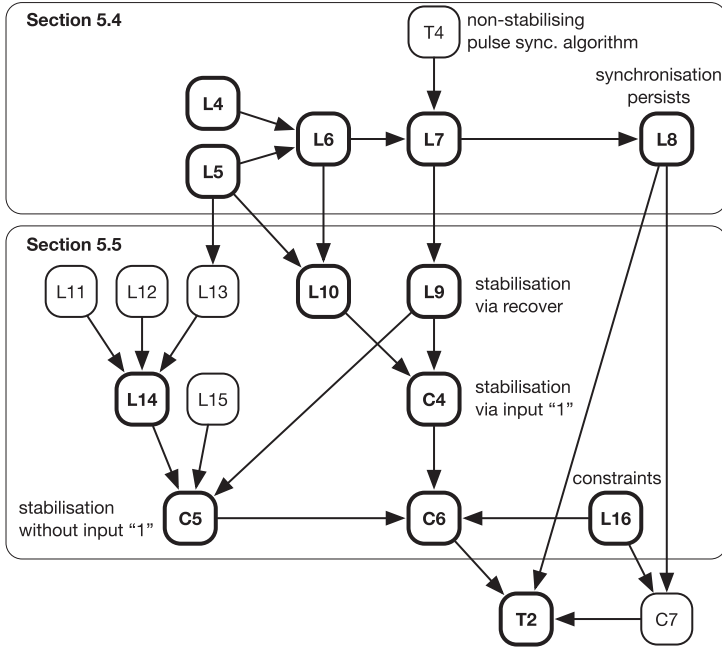 Section 5.4
T4
non-stabilising
pulse sync. algorithm
synchronisation
persists
L4
L6
L7
L8
L5
Section 5.5
L11
L12
L13
L10
L9
stabilisation
via recover
L14
L15
C4
stabilisation
via input “1”
constraints
stabilisation
without input “1”
C5
C6
L16
T2
C7